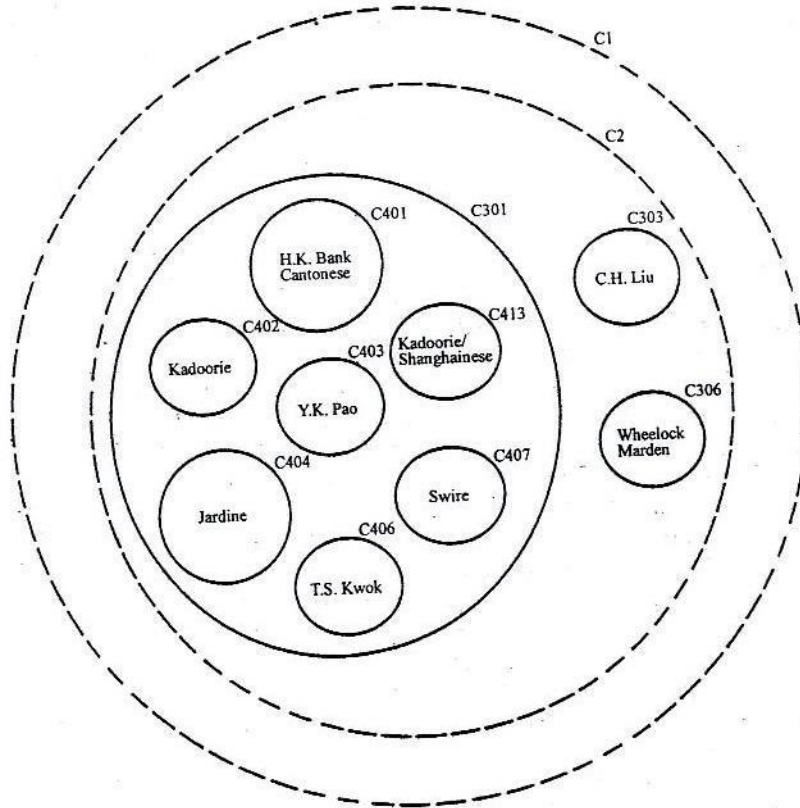 C1
C2
C301
C401
H.K. Bank
Cantonese
C303
C.H. Liu
C402
Kadoorie
C413
Kadoorie/
Shanghainese
C403
Y.K. Pao
C306
Wheelock
Marden
C404
Jardine
C407
Swire
C406
T.S. Kwok